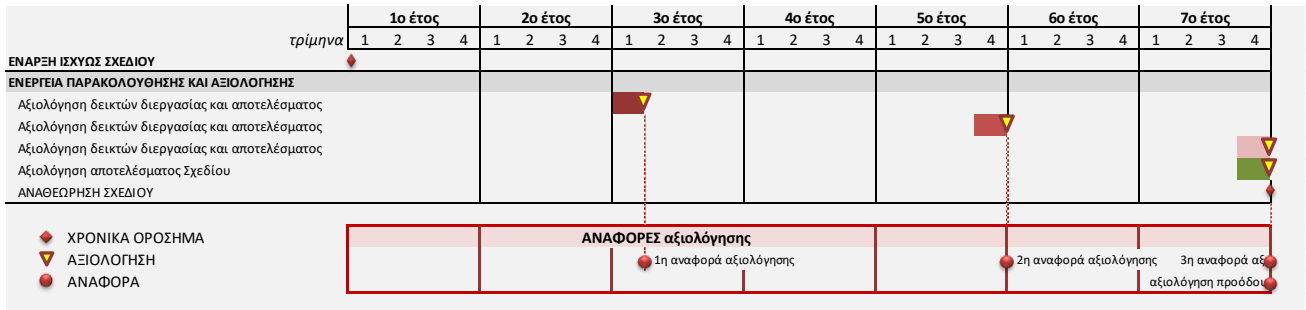 1ο έτος 2ο έτος 3ο έτος 4ο έτος 5ο έτος 6ο έτος 7ο έτος
τρίμηνα 1 2 3 4 1 2 3 4 1 2 3 4 1 2 3 4 1 2 3 4 1 2 3 4 1 2 3 4
ΕΝΑΡΞΗ ΙΣΧΥΩΣ ΣΧΕΔΙΟΥ
ΕΝΕΡΓΕΙΑ ΠΑΡΑΚΟΛΟΥΘΗΣΗΣ ΚΑΙ ΑΞΙΟΛΟΓΗΣΗΣ
Αξιολόγηση δεικτών διεργασίας και αποτελέσματος
Αξιολόγηση δεικτών διεργασίας και αποτελέσματος
Αξιολόγηση δεικτών διεργασίας και αποτελέσματος
Αξιολόγηση αποτελέσματος Σχεδίου
ΑΝΑΘΕΩΡΗΣΗ ΣΧΕΔΙΟΥ
ΧΡΟΝΙΚΑ ΟΡΟΣΗΜΑ ΑΝΑΦΟΡΕΣ αξιολόγησης
ΑΞΙΟΛΟΓΗΣΗ 1η αναφορά αξιολόγησης 2η αναφορά αξιολόγησης 3η αναφορά αξ
ΑΝΑΦΟΡΑ αξιολόγηση προόδου